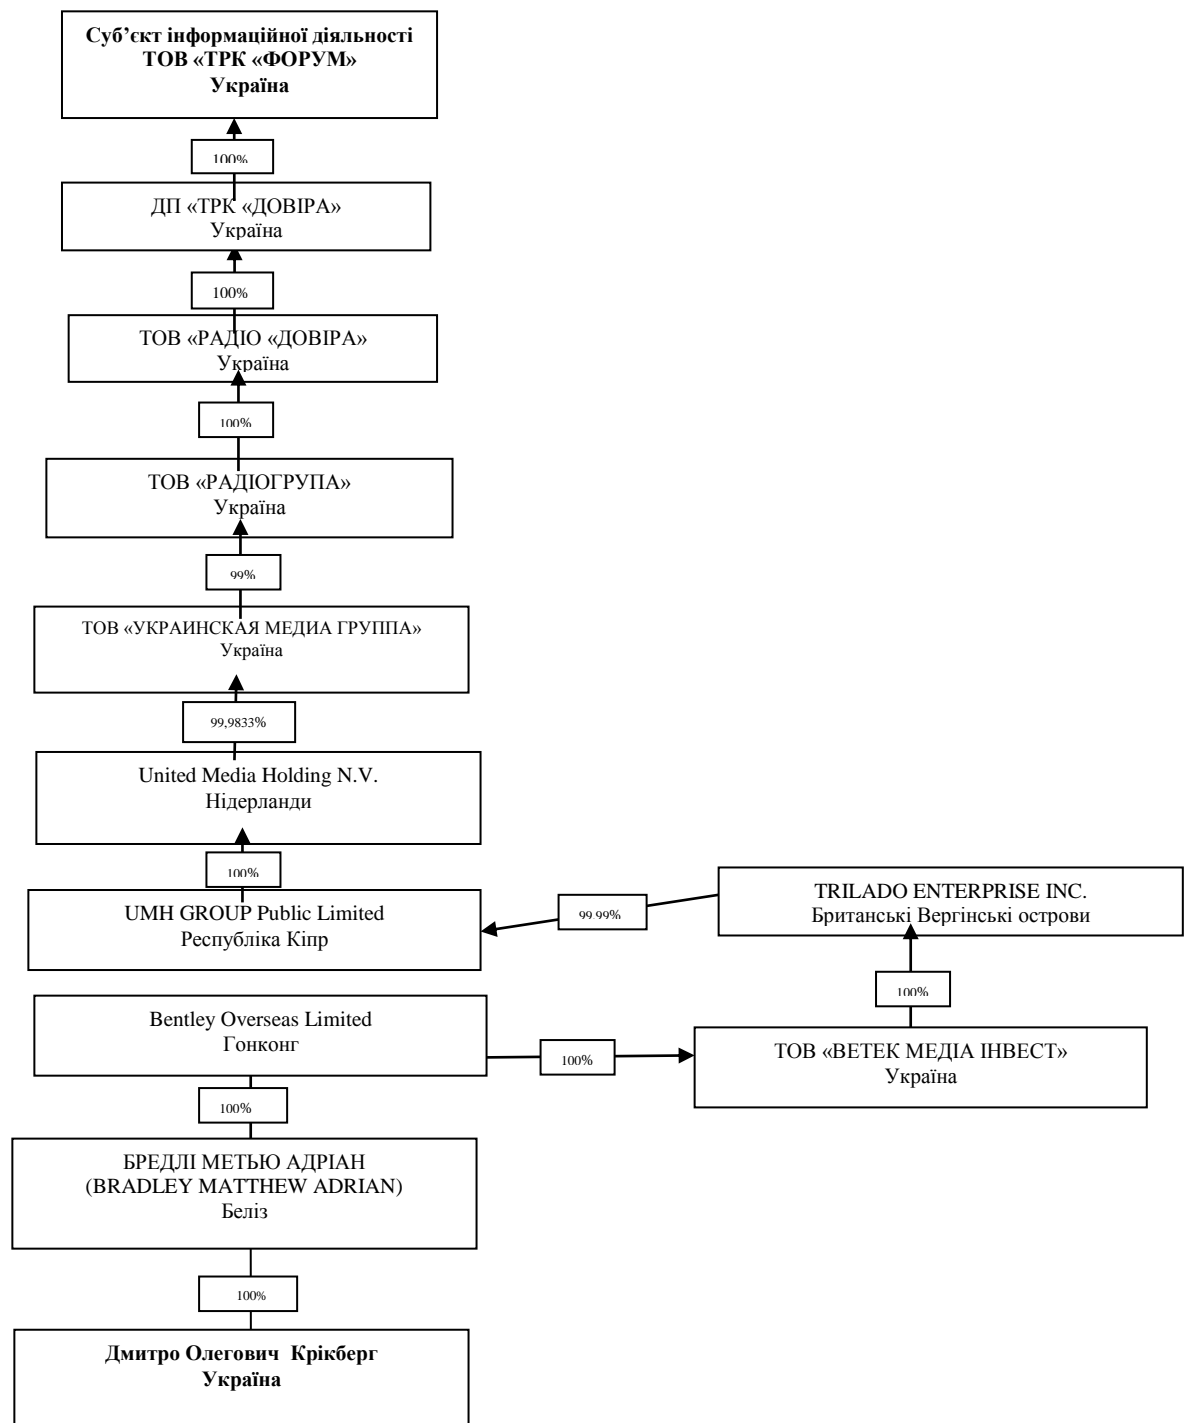 Суб’єкт інформаційної діяльності
ТОВ «ТРК «ФОРУМ»
Україна
100%
ДП «ТРК «ДОВІРА»
Україна
100%
ТОВ «РАДІО «ДОВІРА»
Україна
100%
ТОВ «РАДІОГРУПА»
Україна
99%
ТОВ «УКРАИНСКАЯ МЕДИА ГРУППА»
Україна
99,9833%
United Media Holding N.V.
Нідерланди
100%
UMH GROUP Public Limited
Республіка Кіпр
99.99%
TRILADO ENTERPRISE INC.
Британські Вергінські острови
100%
Bentley Overseas Limited
Гонконг
100%
ТОВ «ВЕТЕК МЕДІА ІНВЕСТ»
Україна
100%
БРЕДЛІ МЕТЬЮ АДРІАН
(BRADLEY MATTHEW ADRIAN)
Беліз
100%
Дмитро Олегович Крікберг
Україна